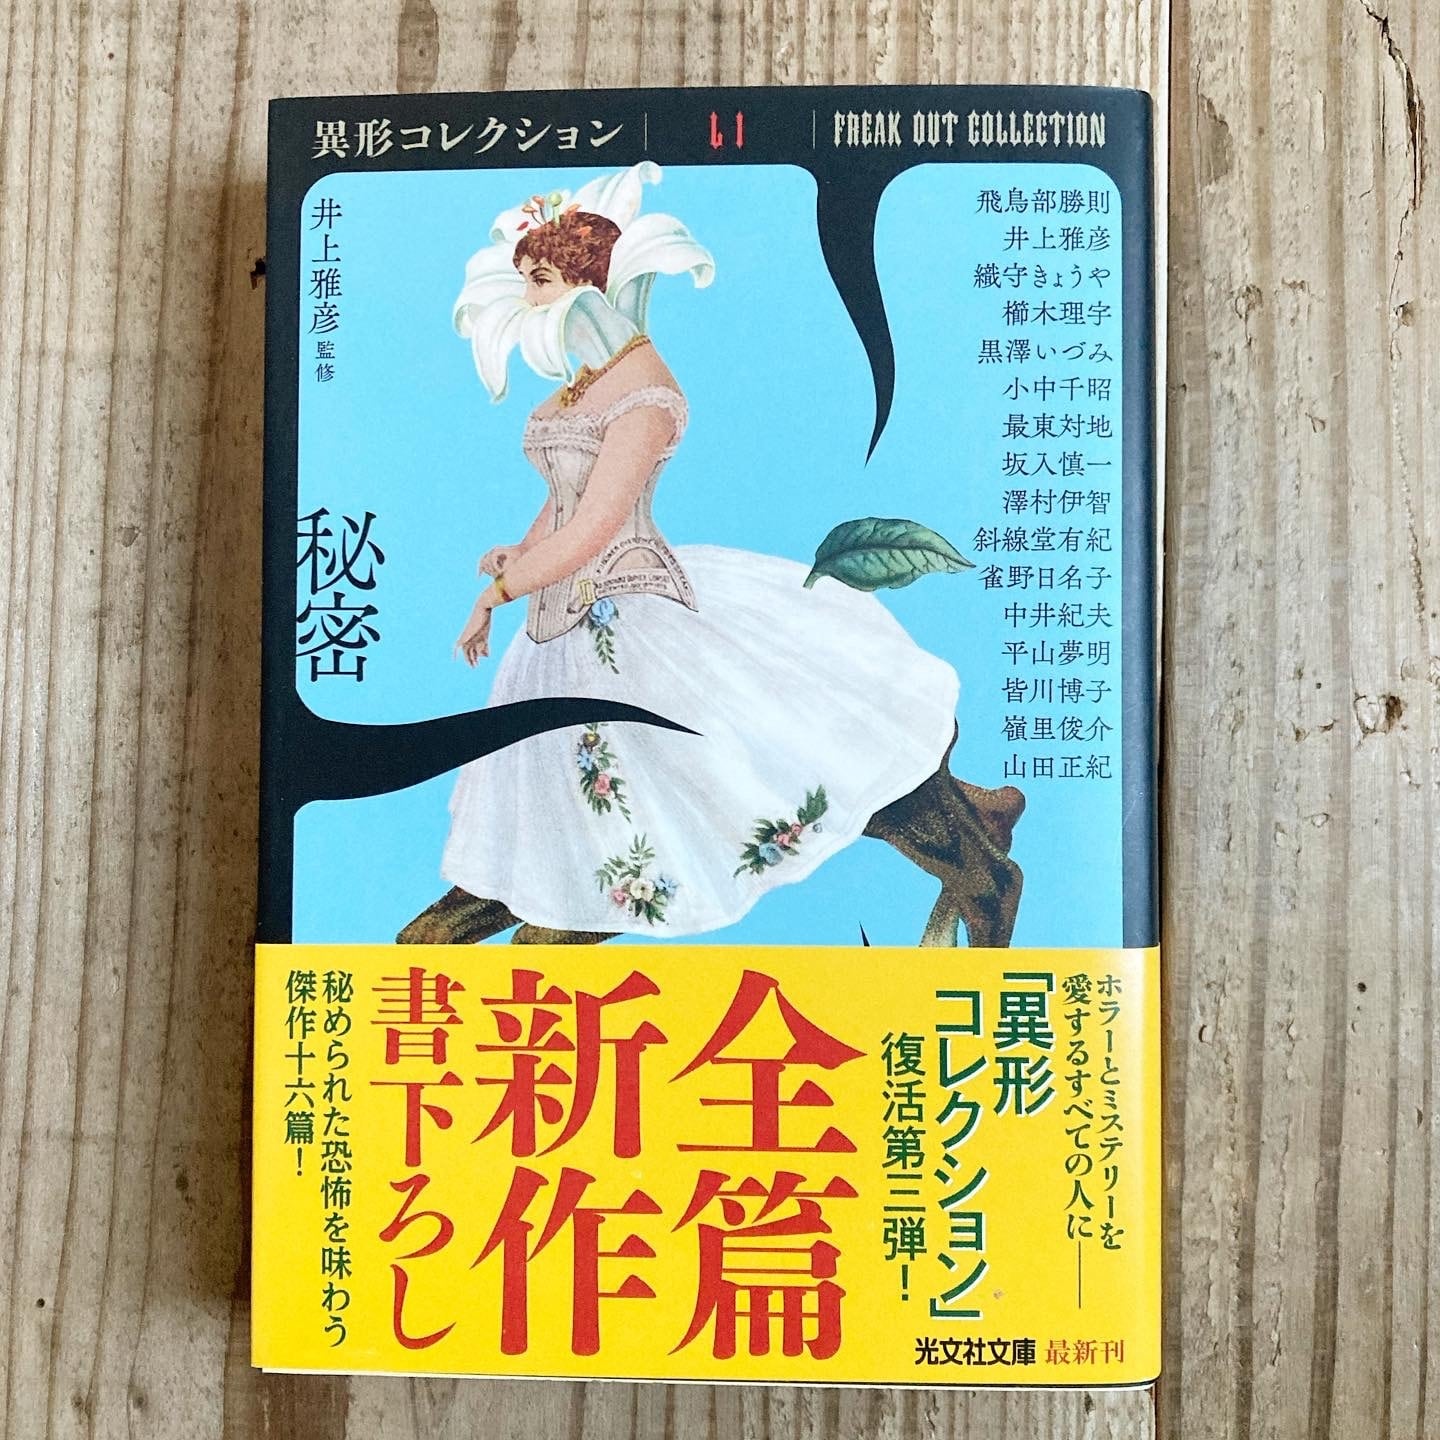 異形コレクション
LI
FREAK OUT COLLECTION
井上雅彦 監修
秘密
飛鳥部勝則
井上雅彦
織守きょうや
櫛木理宇
黒澤いづみ
小中千昭
最東対地
坂入慎一
澤村伊智
斜線堂有紀
雀野日名子
中井紀夫
平山夢明
皆川博子
嶺里俊介
山田正紀
ホラーとミステリーを
愛するすべての人に——
「異形
コレクション」
復活第三弾!
全篇
新作
書下ろし
秘められた恐怖を味わう
傑作十六篇!
光文社文庫 最新刊